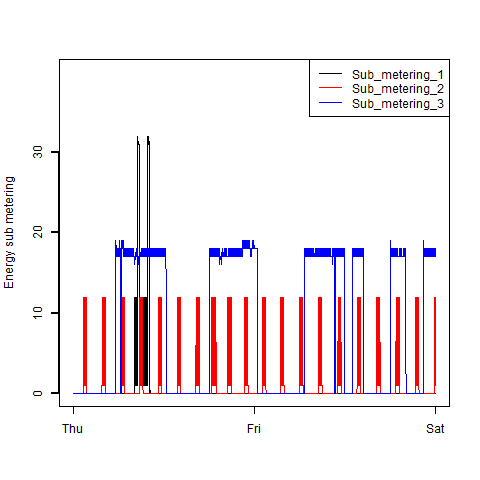 Sub_metering_1
Sub_metering_2
Sub_metering_3
Energy sub metering
30
20
10
0
Thu
Fri
Sat